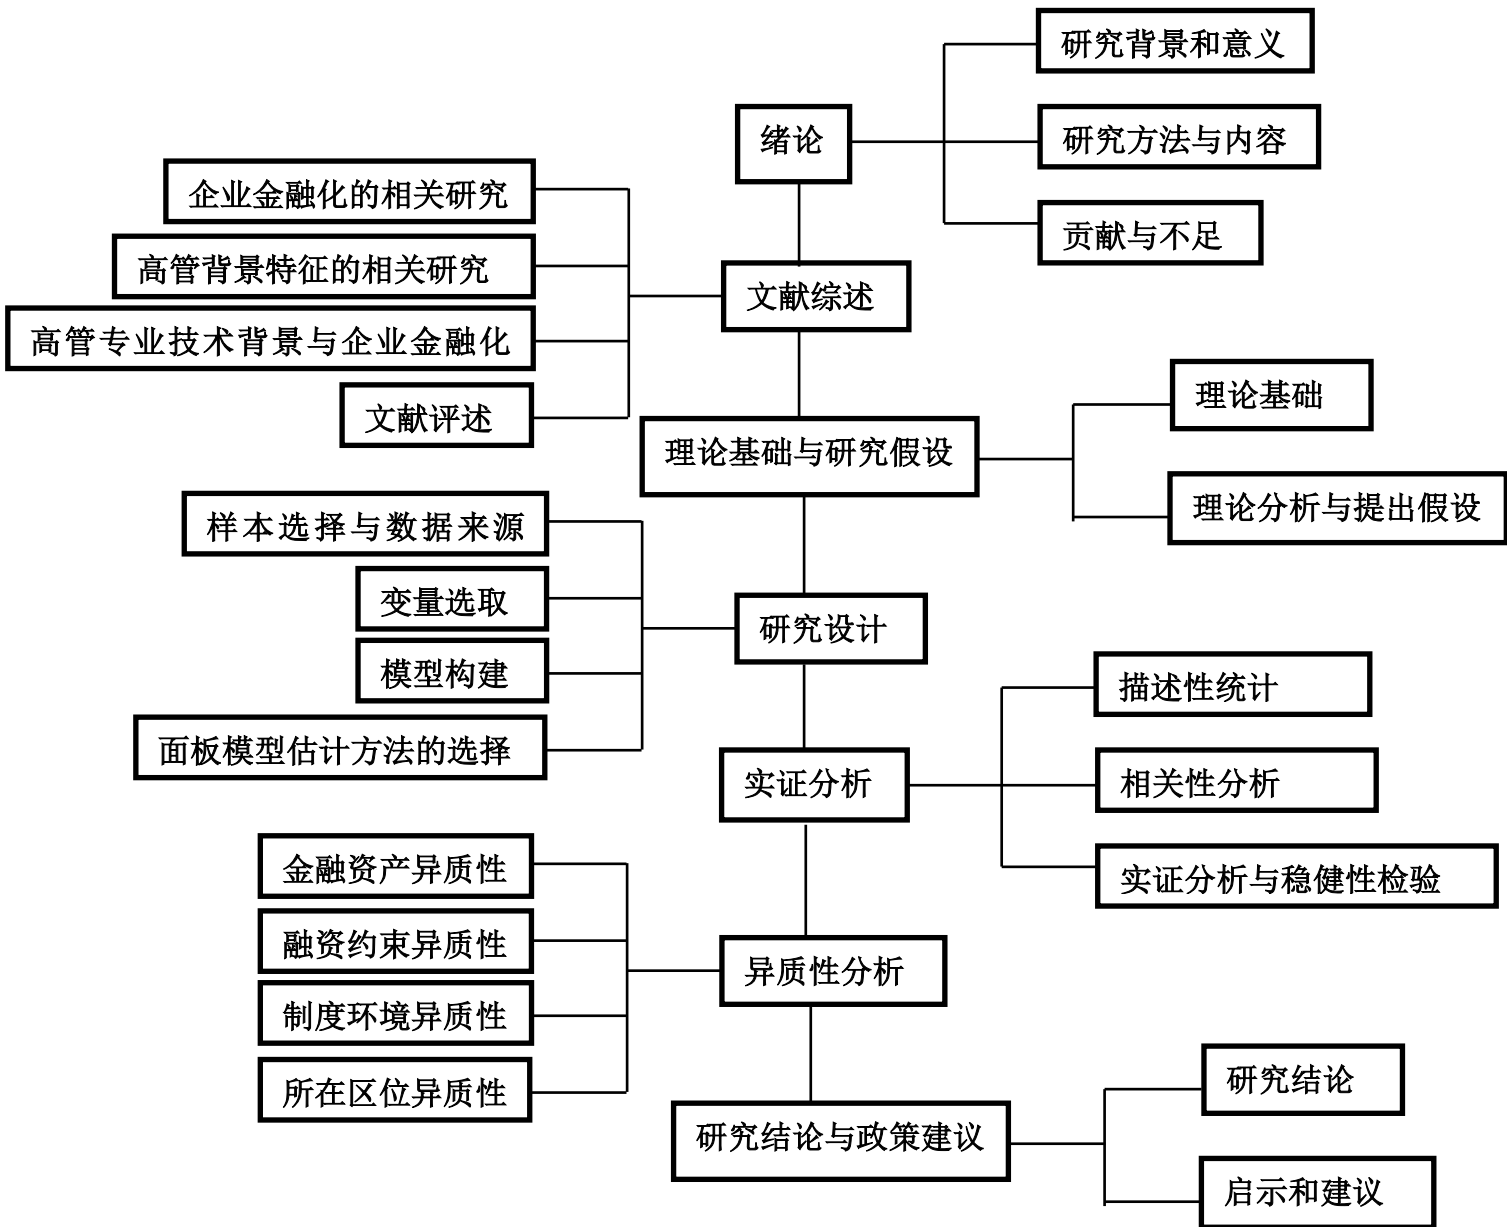 绪论
研究背景和意义
研究方法与内容
贡献与不足
文献综述
企业金融化的相关研究
高管背景特征的相关研究
高管专业技术背景与企业金融化
文献评述
理论基础与研究假设
理论基础
理论分析与提出假设
研究设计
样本选择与数据来源
变量选取
模型构建
面板模型估计方法的选择
实证分析
描述性统计
相关性分析
实证分析与稳健性检验
异质性分析
金融资产异质性
融资约束异质性
制度环境异质性
所在区位异质性
研究结论与政策建议
研究结论
启示和建议